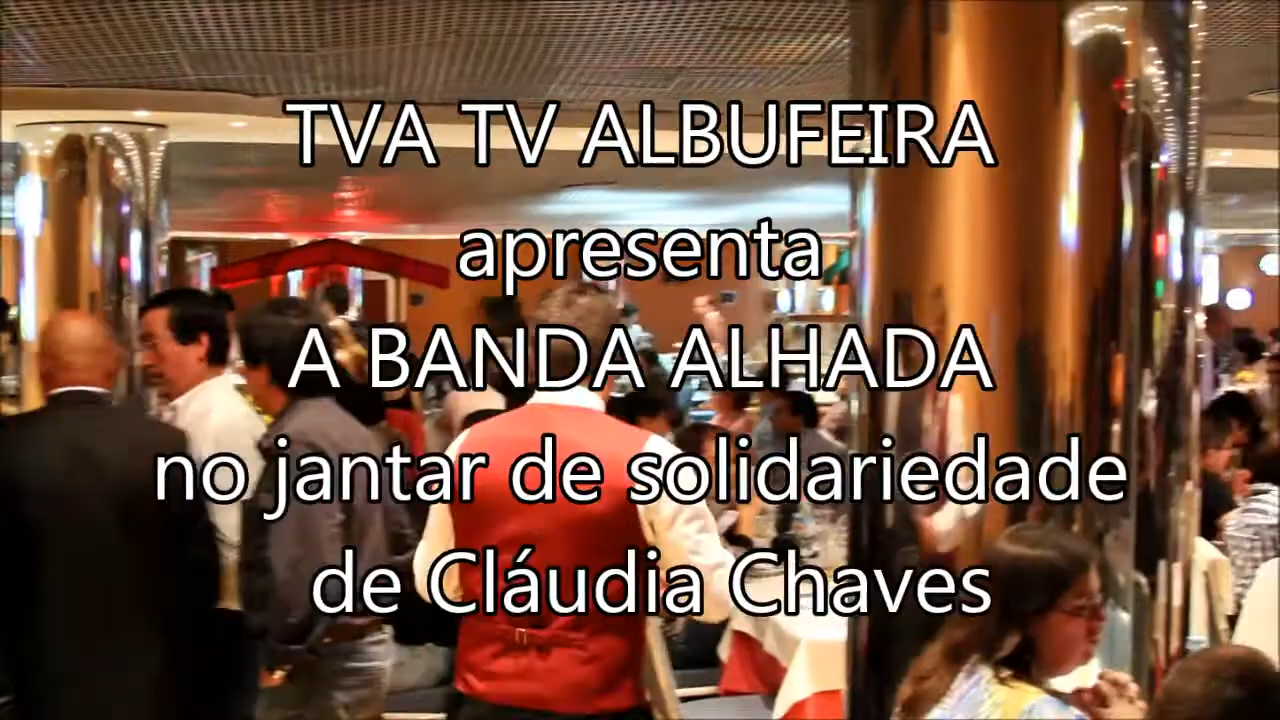 TVA TV ALBUFEIRA
apresenta
A BANDA ALHADA
no jantar de solidariedade
de Cláudia Chaves